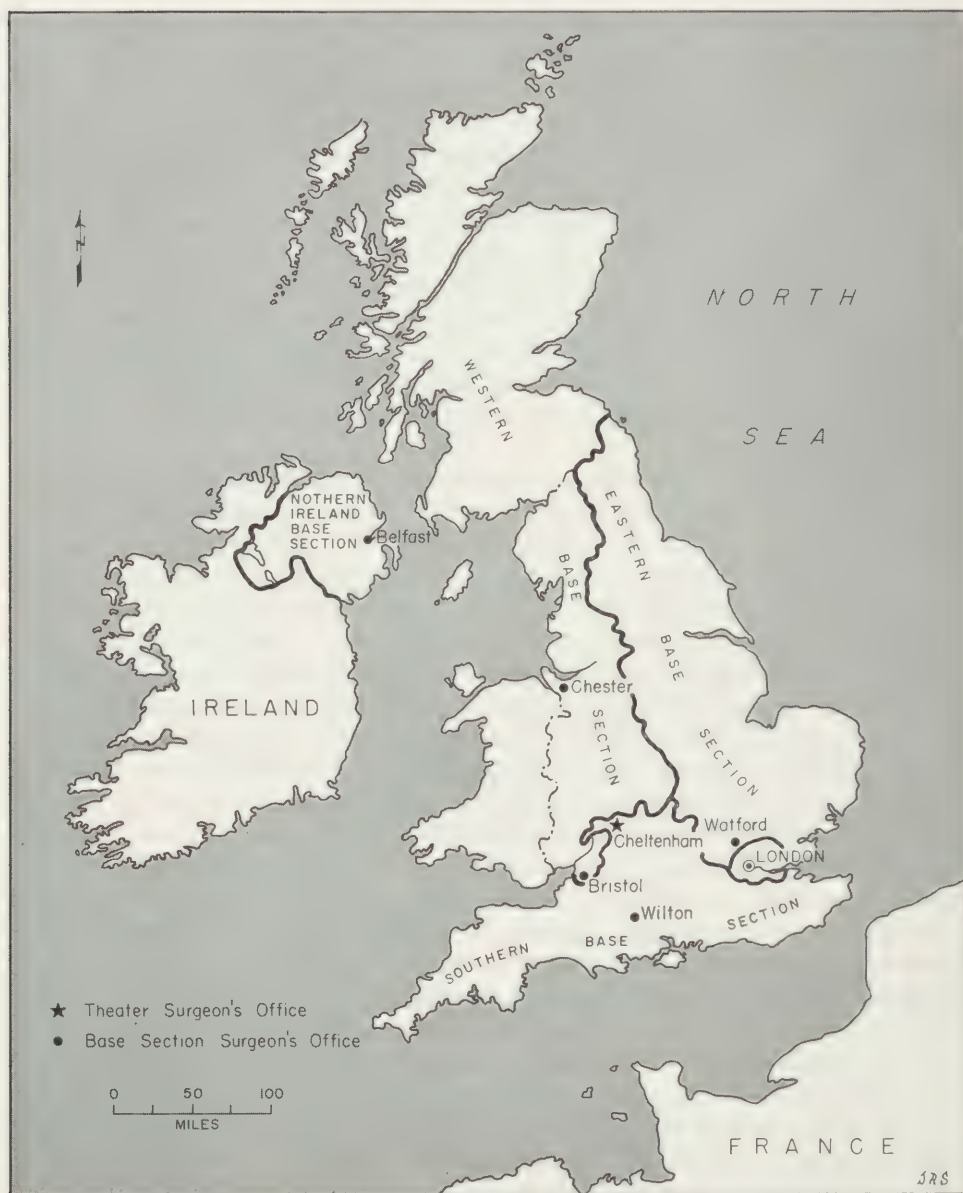 N
NORTH
SEA
WESTERN
BASE
SECTION
EASTERN
BASE
SECTION
NOTHERN
IRELAND
BASE
SECTION
Belfast
IRELAND
Chester
Watford
Cheltenham
LONDON
Bristol
Wilton
SOUTHERN BASE SECTION
★ Theater Surgeon's Office
● Base Section Surgeon's Office
0 50 100
MILES
FRANCE
JRS